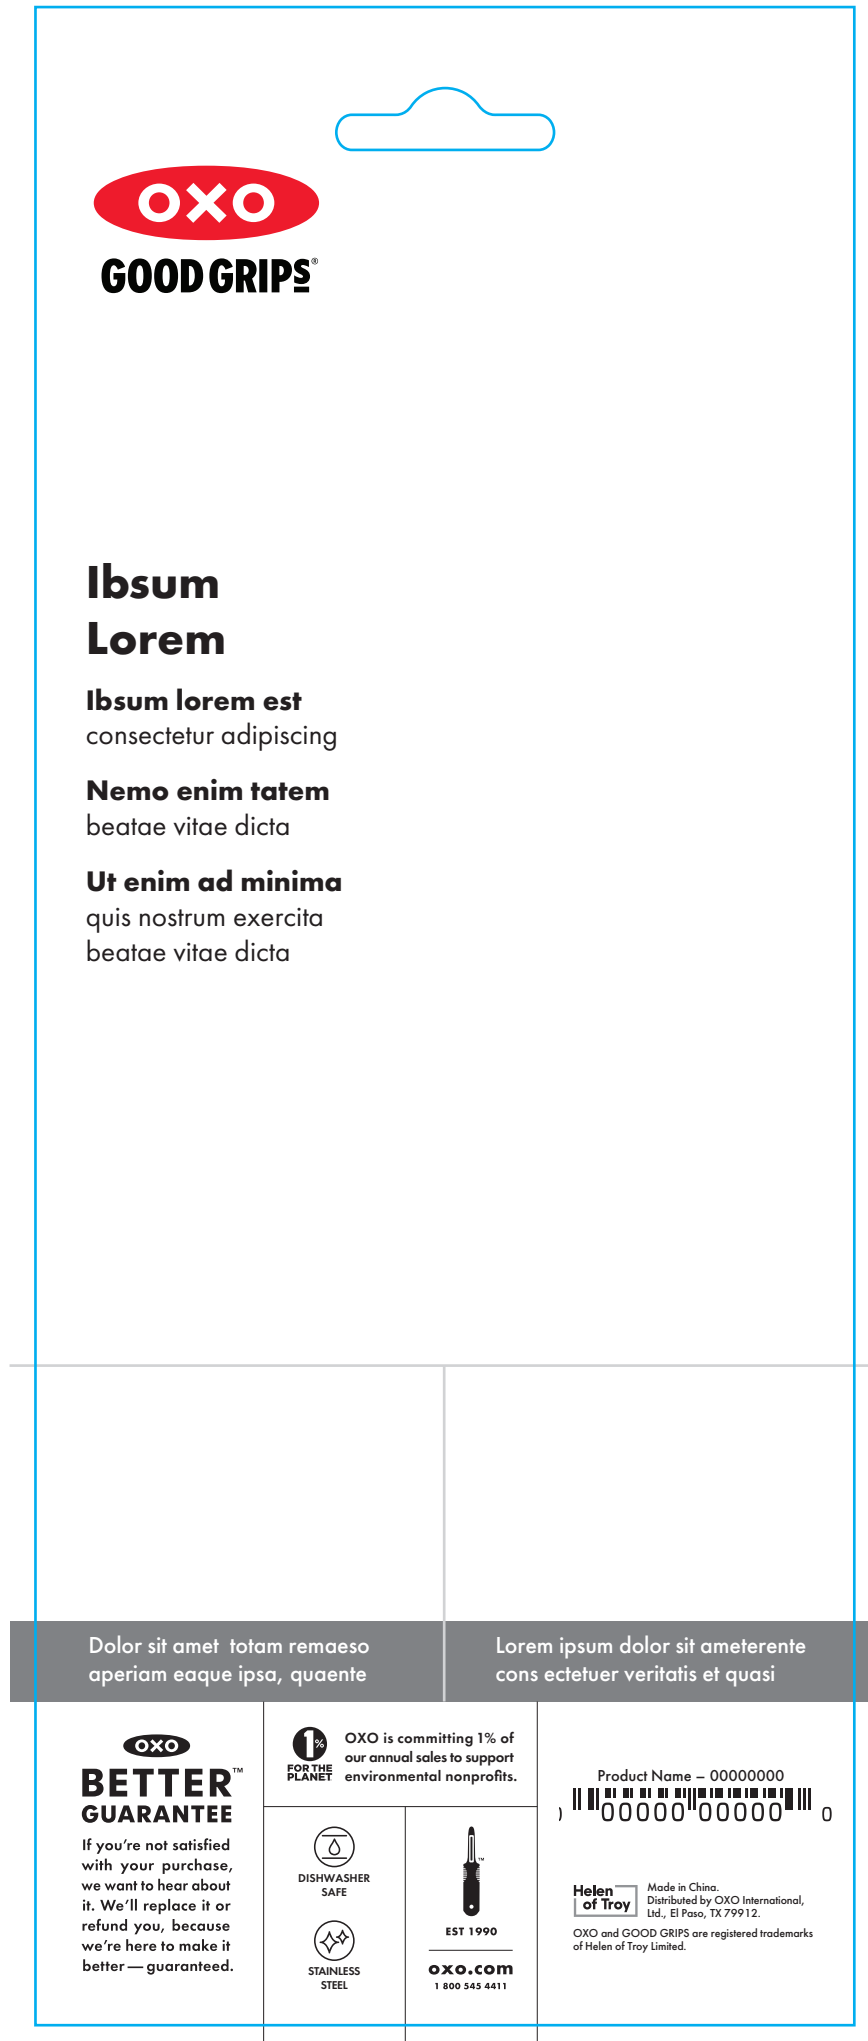 OXO
GOOD GRIPS®
Ibsum
Lorem
Ibsum lorem est
consectetur adipiscing
Nemo enim tatem
beatae vitae dicta
Ut enim ad minima
quis nostrum exercita
beatae vitae dicta
Dolor sit amet totam remaeso
aperiam eaque ipsa, quaente
Lorem ipsum dolor sit ameterente
cons ectetuer veritatis et quasi
OXO
BETTER™
GUARANTEE
If you're not satisfied
with your purchase,
we want to hear about
it. We'll replace it or
refund you, because
we're here to make it
better — guaranteed.
1%
FOR THE
PLANET
OXO is committing 1% of
our annual sales to support
environmental nonprofits.
DISHWASHER
SAFE
STAINLESS
STEEL
™
EST 1990
oxo.com
1 800 545 4411
Product Name – 00000000
0 00000 00000 0
Helen
of Troy
Made in China.
Distributed by OXO International,
Ltd., El Paso, TX 79912.
OXO and GOOD GRIPS are registered trademarks
of Helen of Troy Limited.